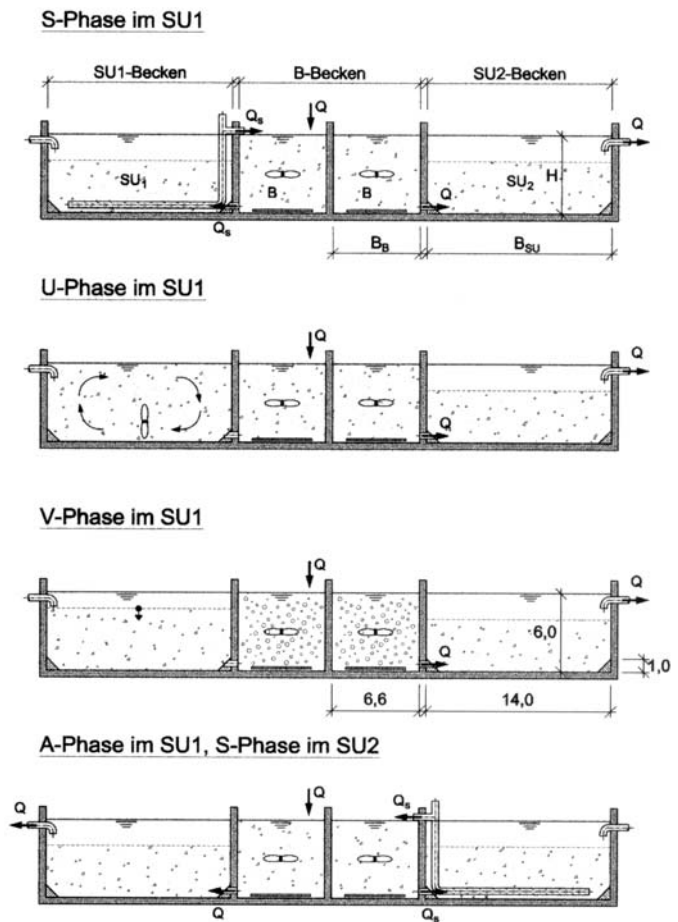 S-Phase im SU1
SU1-Becken
B-Becken
SU2-Becken
Qs
Q
Q
SU1
B
B
SU2
H
Q
Qs
BB
BSU
U-Phase im SU1
Q
Q
Q
V-Phase im SU1
Q
Q
6,0
Q
1,0
6,6
14,0
A-Phase im SU1, S-Phase im SU2
Q
Q
Qs
Q
Qs